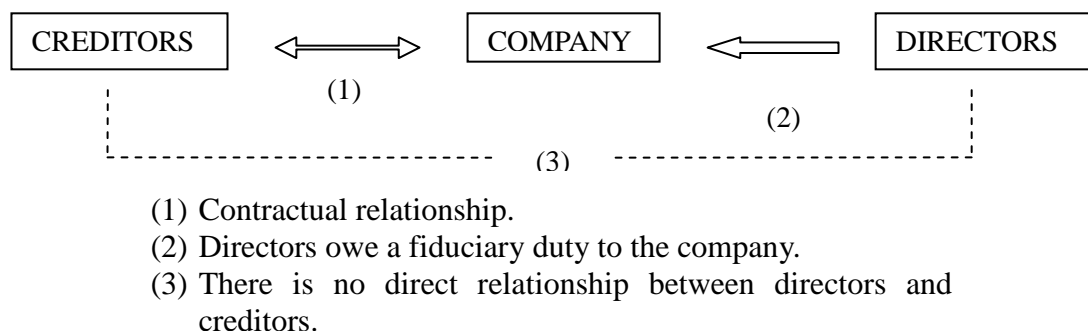 CREDITORS COMPANY DIRECTORS
(1)
(2)
(3)
(1) Contractual relationship.
(2) Directors owe a fiduciary duty to the company.
(3) There is no direct relationship between directors and
creditors.